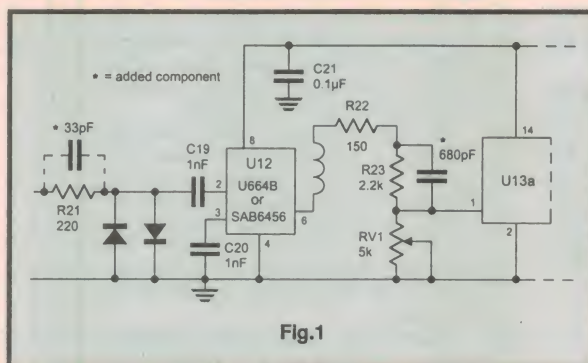 * = added component
C21
0.1µF
R22
150
14
* 33pF
C19
1nF
8
* 680pF
U12
R23
2.2k
U13a
2
U664B
or
SAB6456
R21
220
3
6
1
C20
1nF
4
RV1
5k
2
Fig.1